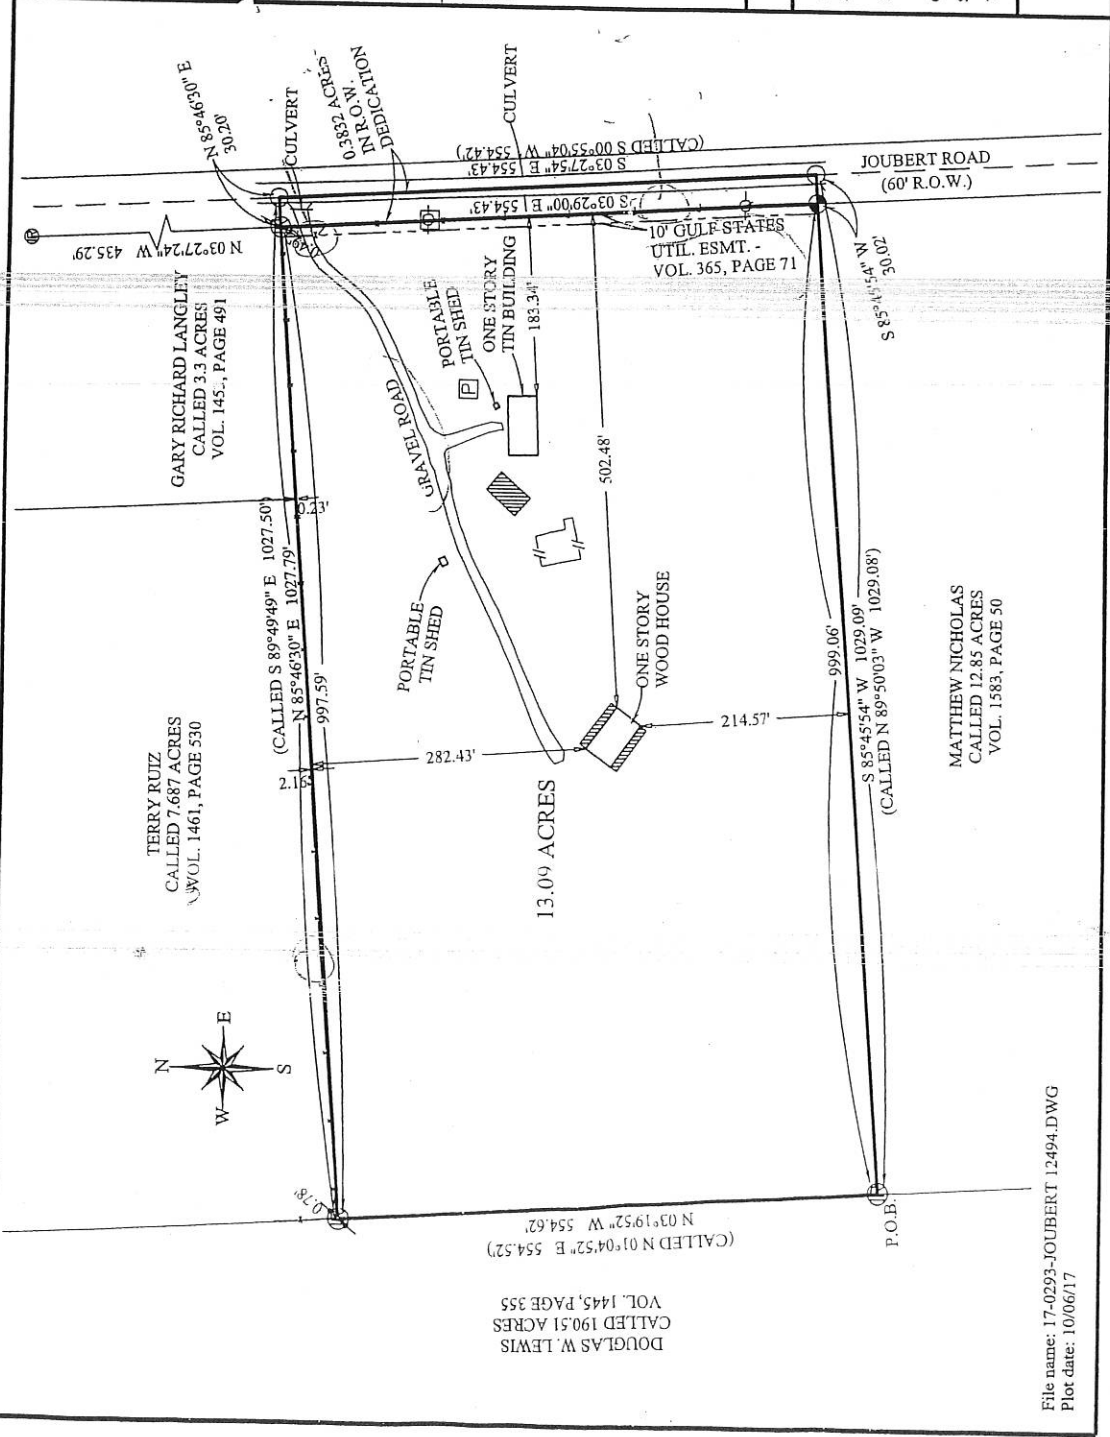 N 85°46'30" E
30.20'
CULVERT
0.3832 ACRES
IN R.O.W.
DEDICATION
CULVERT
(CALLED S 00°55'04" W 554.42')
S 03°27'54" E 554.43'
S 03°29'00" E 554.43'
JOUBERT ROAD
(60' R.O.W.)
N 03°27'24" W 435.29'
10' GULF STATES
UTIL. ESMT. -
VOL. 365, PAGE 71
S 85°45'54" W
30.02'
GARY RICHARD LANGLEY
CALLED 3.3 ACRES
PAGE 491
PORTABLE
TIN SHED
ONE STORY
TIN BUILDING
183.34'
P
GRAVEL ROAD
502.48'
0.23'
(CALLED S 89°49'49" E 1027.50')
N 85°46'30" E 1027.79'
997.59'
PORTABLE
TIN SHED
ONE STORY
WOOD HOUSE
TERRY RUIZ
CALLED 7.687 ACRES
VOL. 1461, PAGE 530
2.16'
282.43'
214.57'
999.06'
S 85°45'54" W 1029.09'
(CALLED N 89°50'03" W 1029.08')
MATTHEW NICHOLAS
CALLED 12.85 ACRES
VOL. 1583, PAGE 50
13.09 ACRES
N
E
S
W
0.78'
N 03°19'52" W 554.62'
(CALLED N 01°04'52" E 554.52')
P.O.B.
DOUGLAS W. LEWIS
CALLED 190.51 ACRES
VOL. 1445, PAGE 355
File name: 17-0293-JOUBERT 12494.DWG
Plot date: 10/06/17